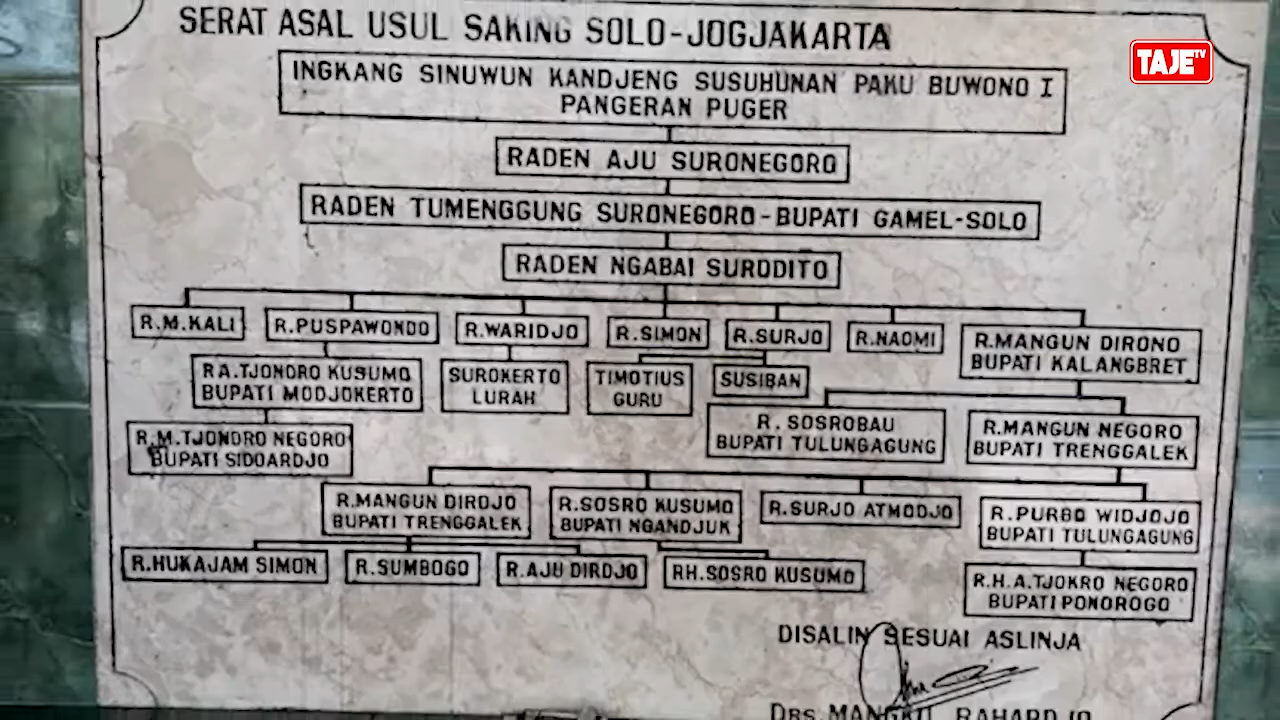 SERAT ASAL USUL SAKING SOLO-JOGJAKARTA
TAJE TV
INGKANG SINUWUN KANDJENG SUSUHUNAN PAKU BUWONO I
PANGERAN PUGER
RADEN AJU SURONEGORO
RADEN TUMENGGUNG SURONEGORO-BUPATI GAMEL-SOLO
RADEN NGABAI SURODITO
R.M.KALI
R.PUSPAWONDO
R.WARIDJO
R.SIMON
R.SURJO
R.NAOMI
R.MANGUN DIRONO
BUPATI KALANGBRET
RA.TJONDRO KUSUMO
BUPATI MODJOKERTO
SUROKERTO
LURAH
TIMOTIUS
GURU
SUSIBAN
R. SOSROBAU
BUPATI TULUNGAGUNG
R.MANGUN NEGORO
BUPATI TRENGGALEK
R.M.TJONDRO NEGORO
BUPATI SIDOARDJO
R.MANGUN DIRDJO
BUPATI TRENGGALEK
R.SOSRO KUSUMO
BUPATI NGANDJUK
R.SURJO ATMODJO
R.PURBO WIDJOJO
BUPATI TULUNGAGUNG
R.HUKAJAM SIMON
R.SUMBOGO
R.AJU DIRDJO
RH.SOSRO KUSUMO
R.H.A.TJOKRO NEGORO
BUPATI PONOROGO
DISALIN SESUAI ASLINJA
DRS.